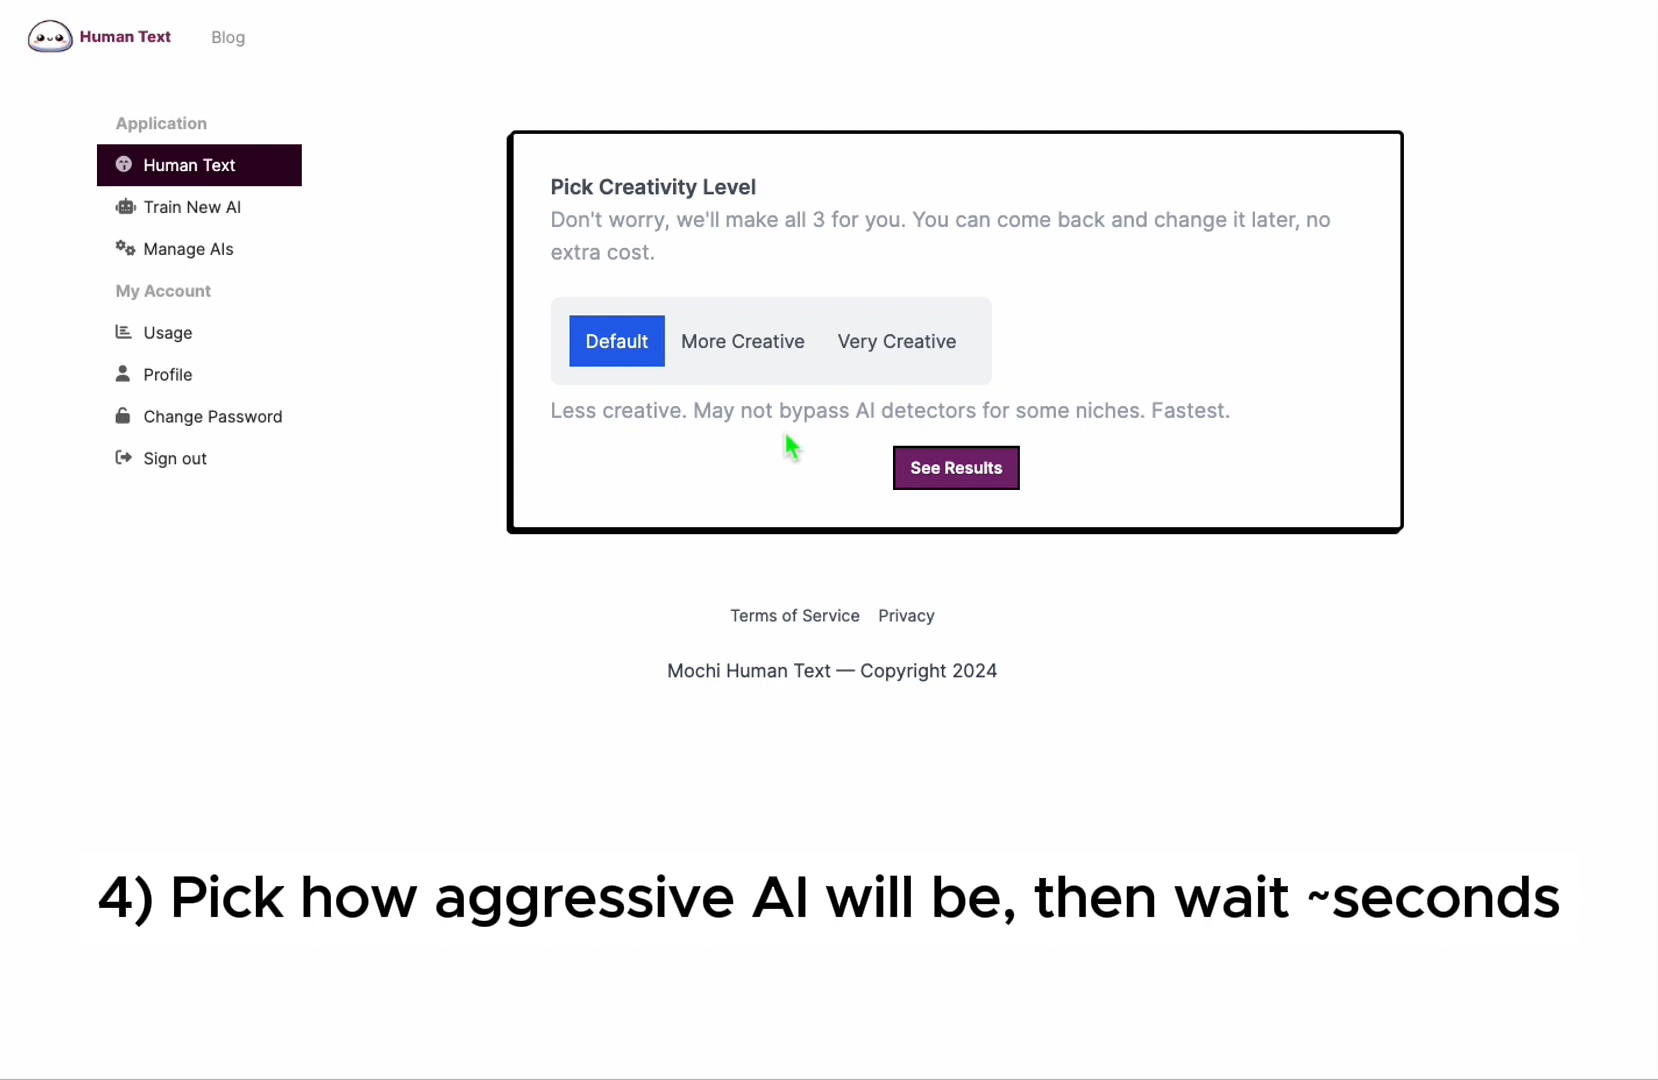 Human Text
Blog
Application
Human Text
Train New AI
Manage AIs
My Account
Usage
Profile
Change Password
Sign out
Pick Creativity Level
Don't worry, we'll make all 3 for you. You can come back and change it later, no
extra cost.
Default
More Creative
Very Creative
Less creative. May not bypass AI detectors for some niches. Fastest.
See Results
Terms of Service
Privacy
Mochi Human Text — Copyright 2024
4) Pick how aggressive AI will be, then wait ~seconds